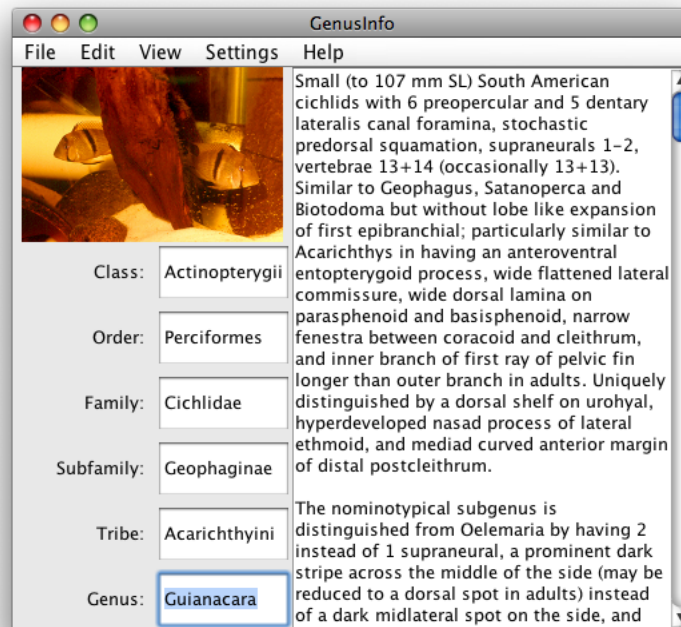 GenusInfo
File Edit View Settings Help
Class: Actinopterygii
Order: Perciformes
Family: Cichlidae
Subfamily: Geophaginae
Tribe: Acarichthyini
Genus: Guianacara
Small (to 107 mm SL) South American
cichlids with 6 preopercular and 5 dentary
lateralis canal foramina, stochastic
predorsal squamation, supraneurals 1-2,
vertebrae 13+14 (occasionally 13+13).
Similar to Geophagus, Satanoperca and
Biotodoma but without lobe like expansion
of first epibranchial; particularly similar to
Acarichthys in having an anteroventral
entopterygoid process, wide flattened lateral
commissure, wide dorsal lamina on
parasphenoid and basisphenoid, narrow
fenestra between coracoid and cleithrum,
and inner branch of first ray of pelvic fin
longer than outer branch in adults. Uniquely
distinguished by a dorsal shelf on urohyal,
hyperdeveloped nasad process of lateral
ethmoid, and mediad curved anterior margin
of distal postcleithrum.
The nominotypical subgenus is
distinguished from Oelemaria by having 2
instead of 1 supraneural, a prominent dark
stripe across the middle of the side (may be
reduced to a dorsal spot in adults) instead
of a dark midlateral spot on the side, and